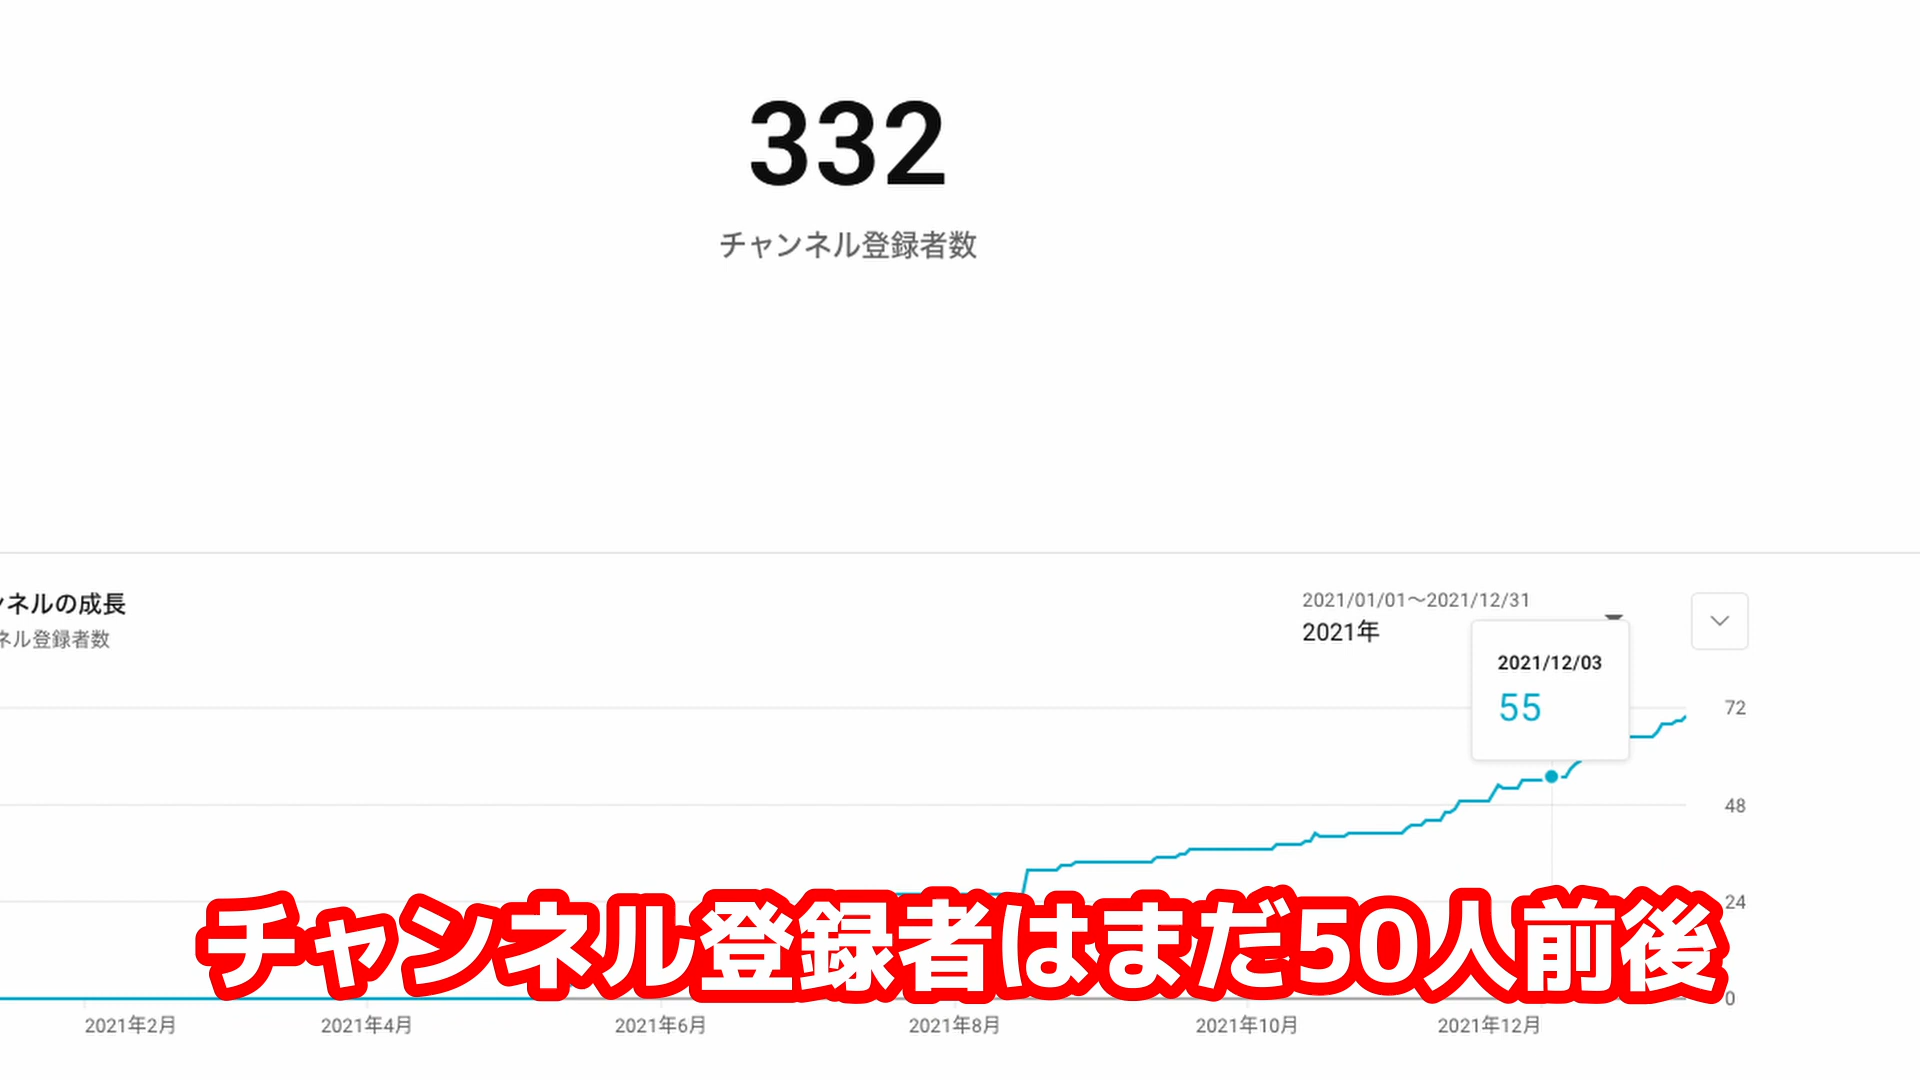 332
チャンネル登録者数
ンネルの成長
ネル登録者数
2021/01/01～2021/12/31
2021年
2021/12/03
55
72
48
24
0
チャンネル登録者はまだ50人前後
2021年2月
2021年4月
2021年6月
2021年8月
2021年10月
2021年12月